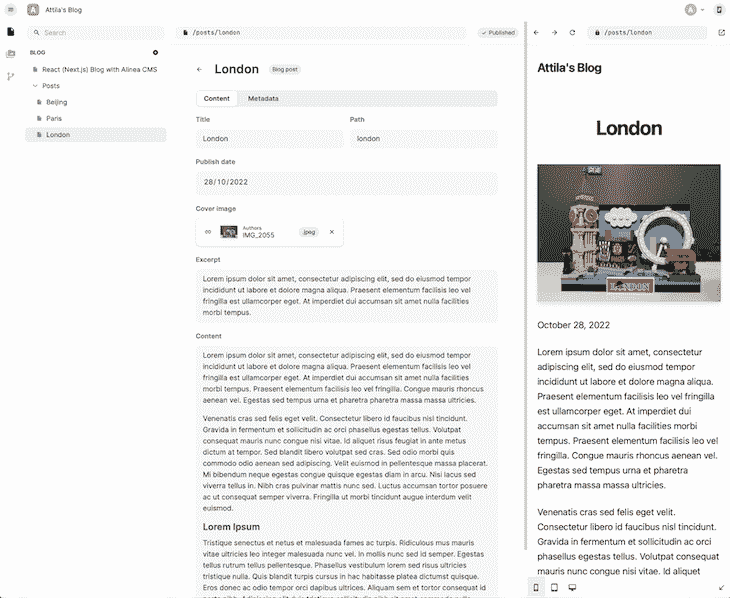 Attila's Blog
A
Search
/posts/london
Published
/posts/london
BLOG
React (Next.js) Blog with Alinea CMS
Posts
Beijing
Paris
London
London
Blog post
Content
Metadata
Title
Path
London
london
Publish date
28/10/2022
Cover image
Authors
IMG_2055
.jpeg
Excerpt
Lorem ipsum dolor sit amet, consectetur adipiscing elit, sed do eiusmod tempor
incididunt ut labore et dolore magna aliqua. Praesent elementum facilisis leo vel
fringilla est ullamcorper eget. At imperdiet dui accumsan sit amet nulla facilities
morbi tempus.
Content
Lorem ipsum dolor sit amet, consectetur adipiscing elit, sed do eiusmod tempor
incididunt ut labore et dolore magna aliqua. Praesent elementum facilisis leo vel
fringilla est ullamcorper eget. At imperdiet dui accumsan sit amet nulla facilities
morbi tempus. Praesent elementum facilisis leo vel fringilla. Congue mauris rhoncus
aenean vel. Egestas sed tempus urna et pharetra pharetra massa massa ultricies.
Venenatis cras sed felis eget velit. Consectetur libero id faucibus nisl tincidunt.
Gravida in fermentum et sollicitudin ac orci phasellus egestas tellus. Volutpat
consequat mauris nunc congue nisi vitae. Id aliquet risus feugiat in ante metus
dictum at tempor. Sed blandit libero volutpat sed cras. Sed odio morbi quis
commodo odio aenean sed adipiscing. Velit euismod in pellentesque massa placerat.
Mi bibendum neque egestas congue quisque egestas diam in arcu. Nisi lacus sed
viverra tellus in. Nibh cras pulvinar mattis nunc sed. Luctus accumsan tortor posuere
ac ut consequat semper viverra. Fringilla ut morbi tincidunt augue interdum velit
euismod.
Lorem Ipsum
Tristique senectus et netus et malesuada fames ac turpis. Ridiculus mus mauris
vitae ultricies leo integer malesuada nunc vel. In mollis nunc sed id semper. Egestas
tellus rutrum tellus pellentesque. Phasellus vestibulum lorem sed risus ultricies
tristique nulla. Quis blandit turpis cursus in hac habitasse platea dictumst quisque.
Eros donec ac odio tempor orci dapibus ultrices. Aliquam sem et tortor consequat id
Attila's Blog
London
LONDON
October 28, 2022
Lorem ipsum dolor sit amet, consectetur
adipiscing elit, sed do eiusmod tempor
incididunt ut labore et dolore magna aliqua.
Praesent elementum facilisis leo vel fringilla
est ullamcorper eget. At imperdiet dui
accumsan sit amet nulla facilities morbi
tempus. Praesent elementum facilisis leo vel
fringilla. Congue mauris rhoncus aenean vel.
Egestas sed tempus urna et pharetra
pharetra massa massa ultricies.
Venenatis cras sed felis eget velit.
Consectetur libero id faucibus nisl tincidunt.
Gravida in fermentum et sollicitudin ac orci
phasellus egestas tellus. Volutpat consequat
mauris nunc congue nisi vitae. Id aliquet